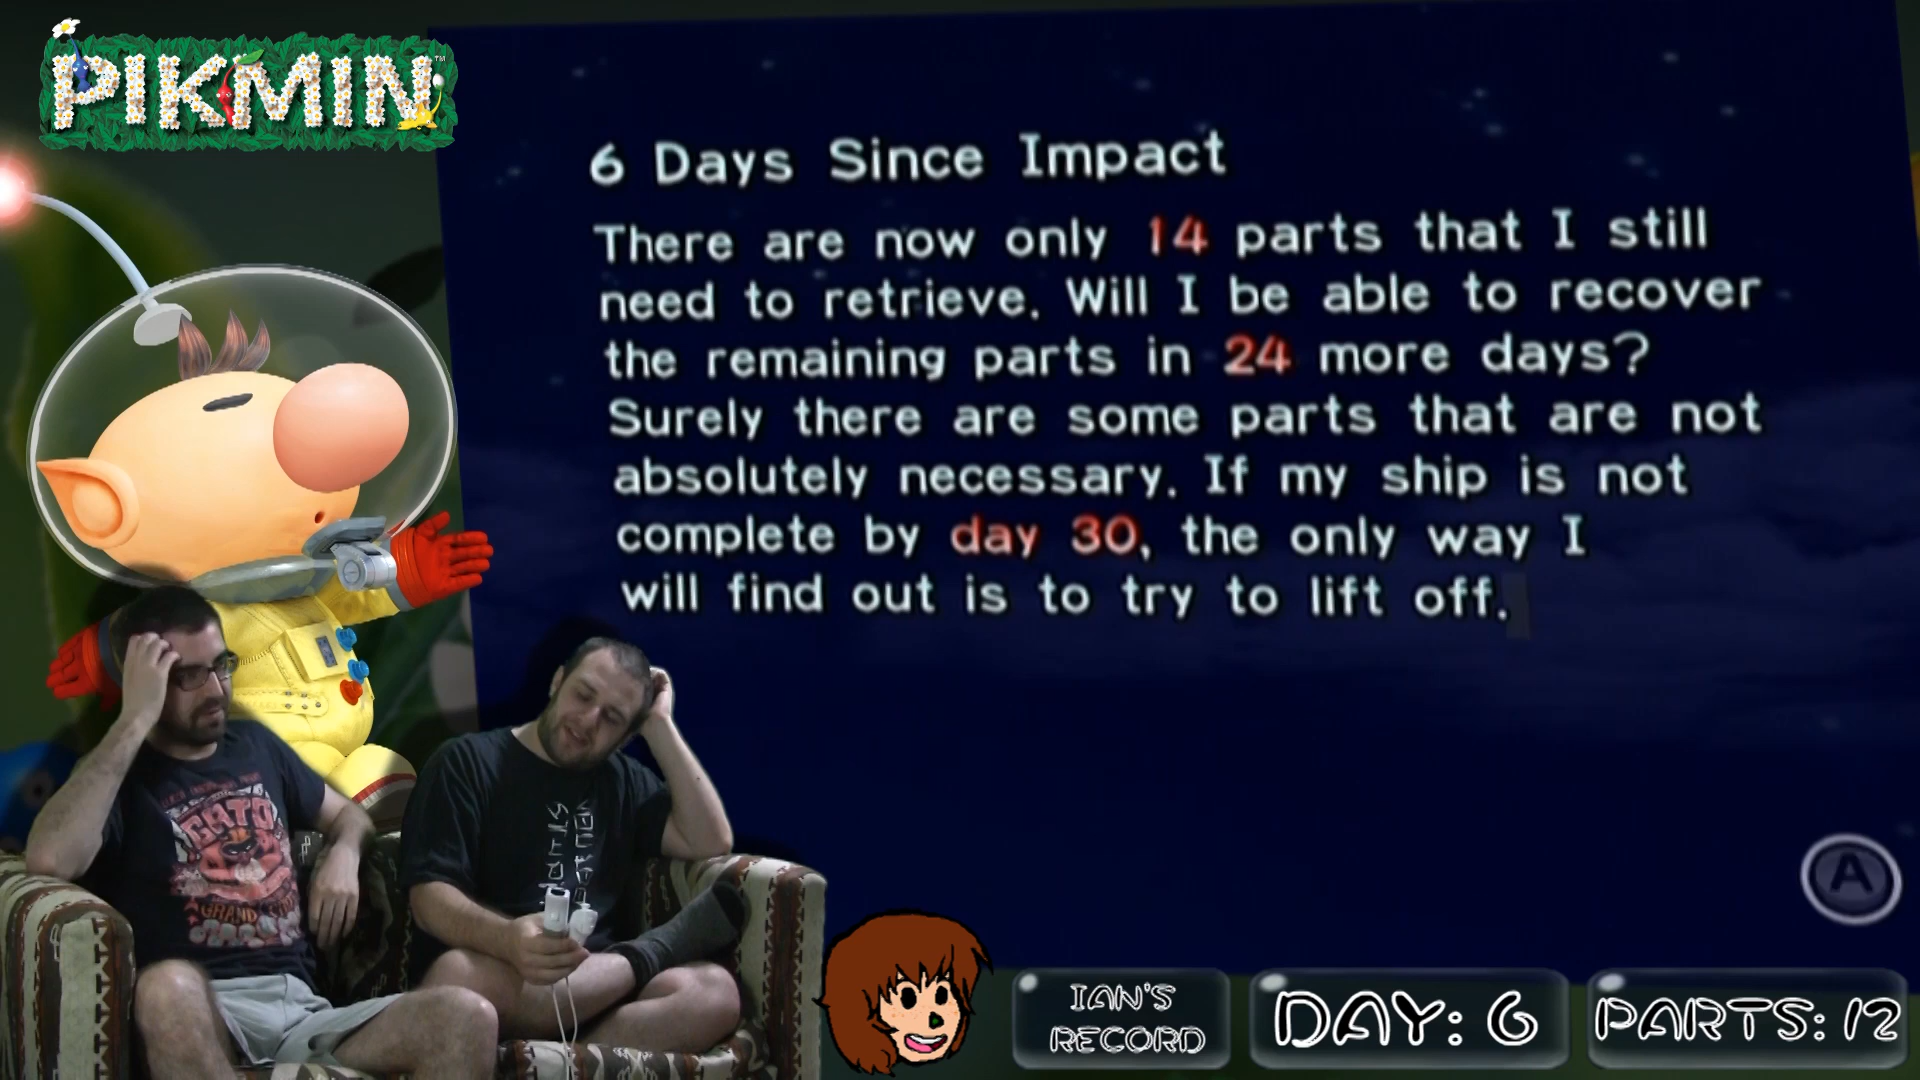 PIKMIN™
6 Days Since Impact
There are now only 14 parts that I still
need to retrieve. Will I be able to recover
the remaining parts in 24 more days?
Surely there are some parts that are not
absolutely necessary. If my ship is not
complete by day 30, the only way I
will find out is to try to lift off.
A
GATO
GRAND
IAN'S
RECORD
DAY: 6
PARTS: 12